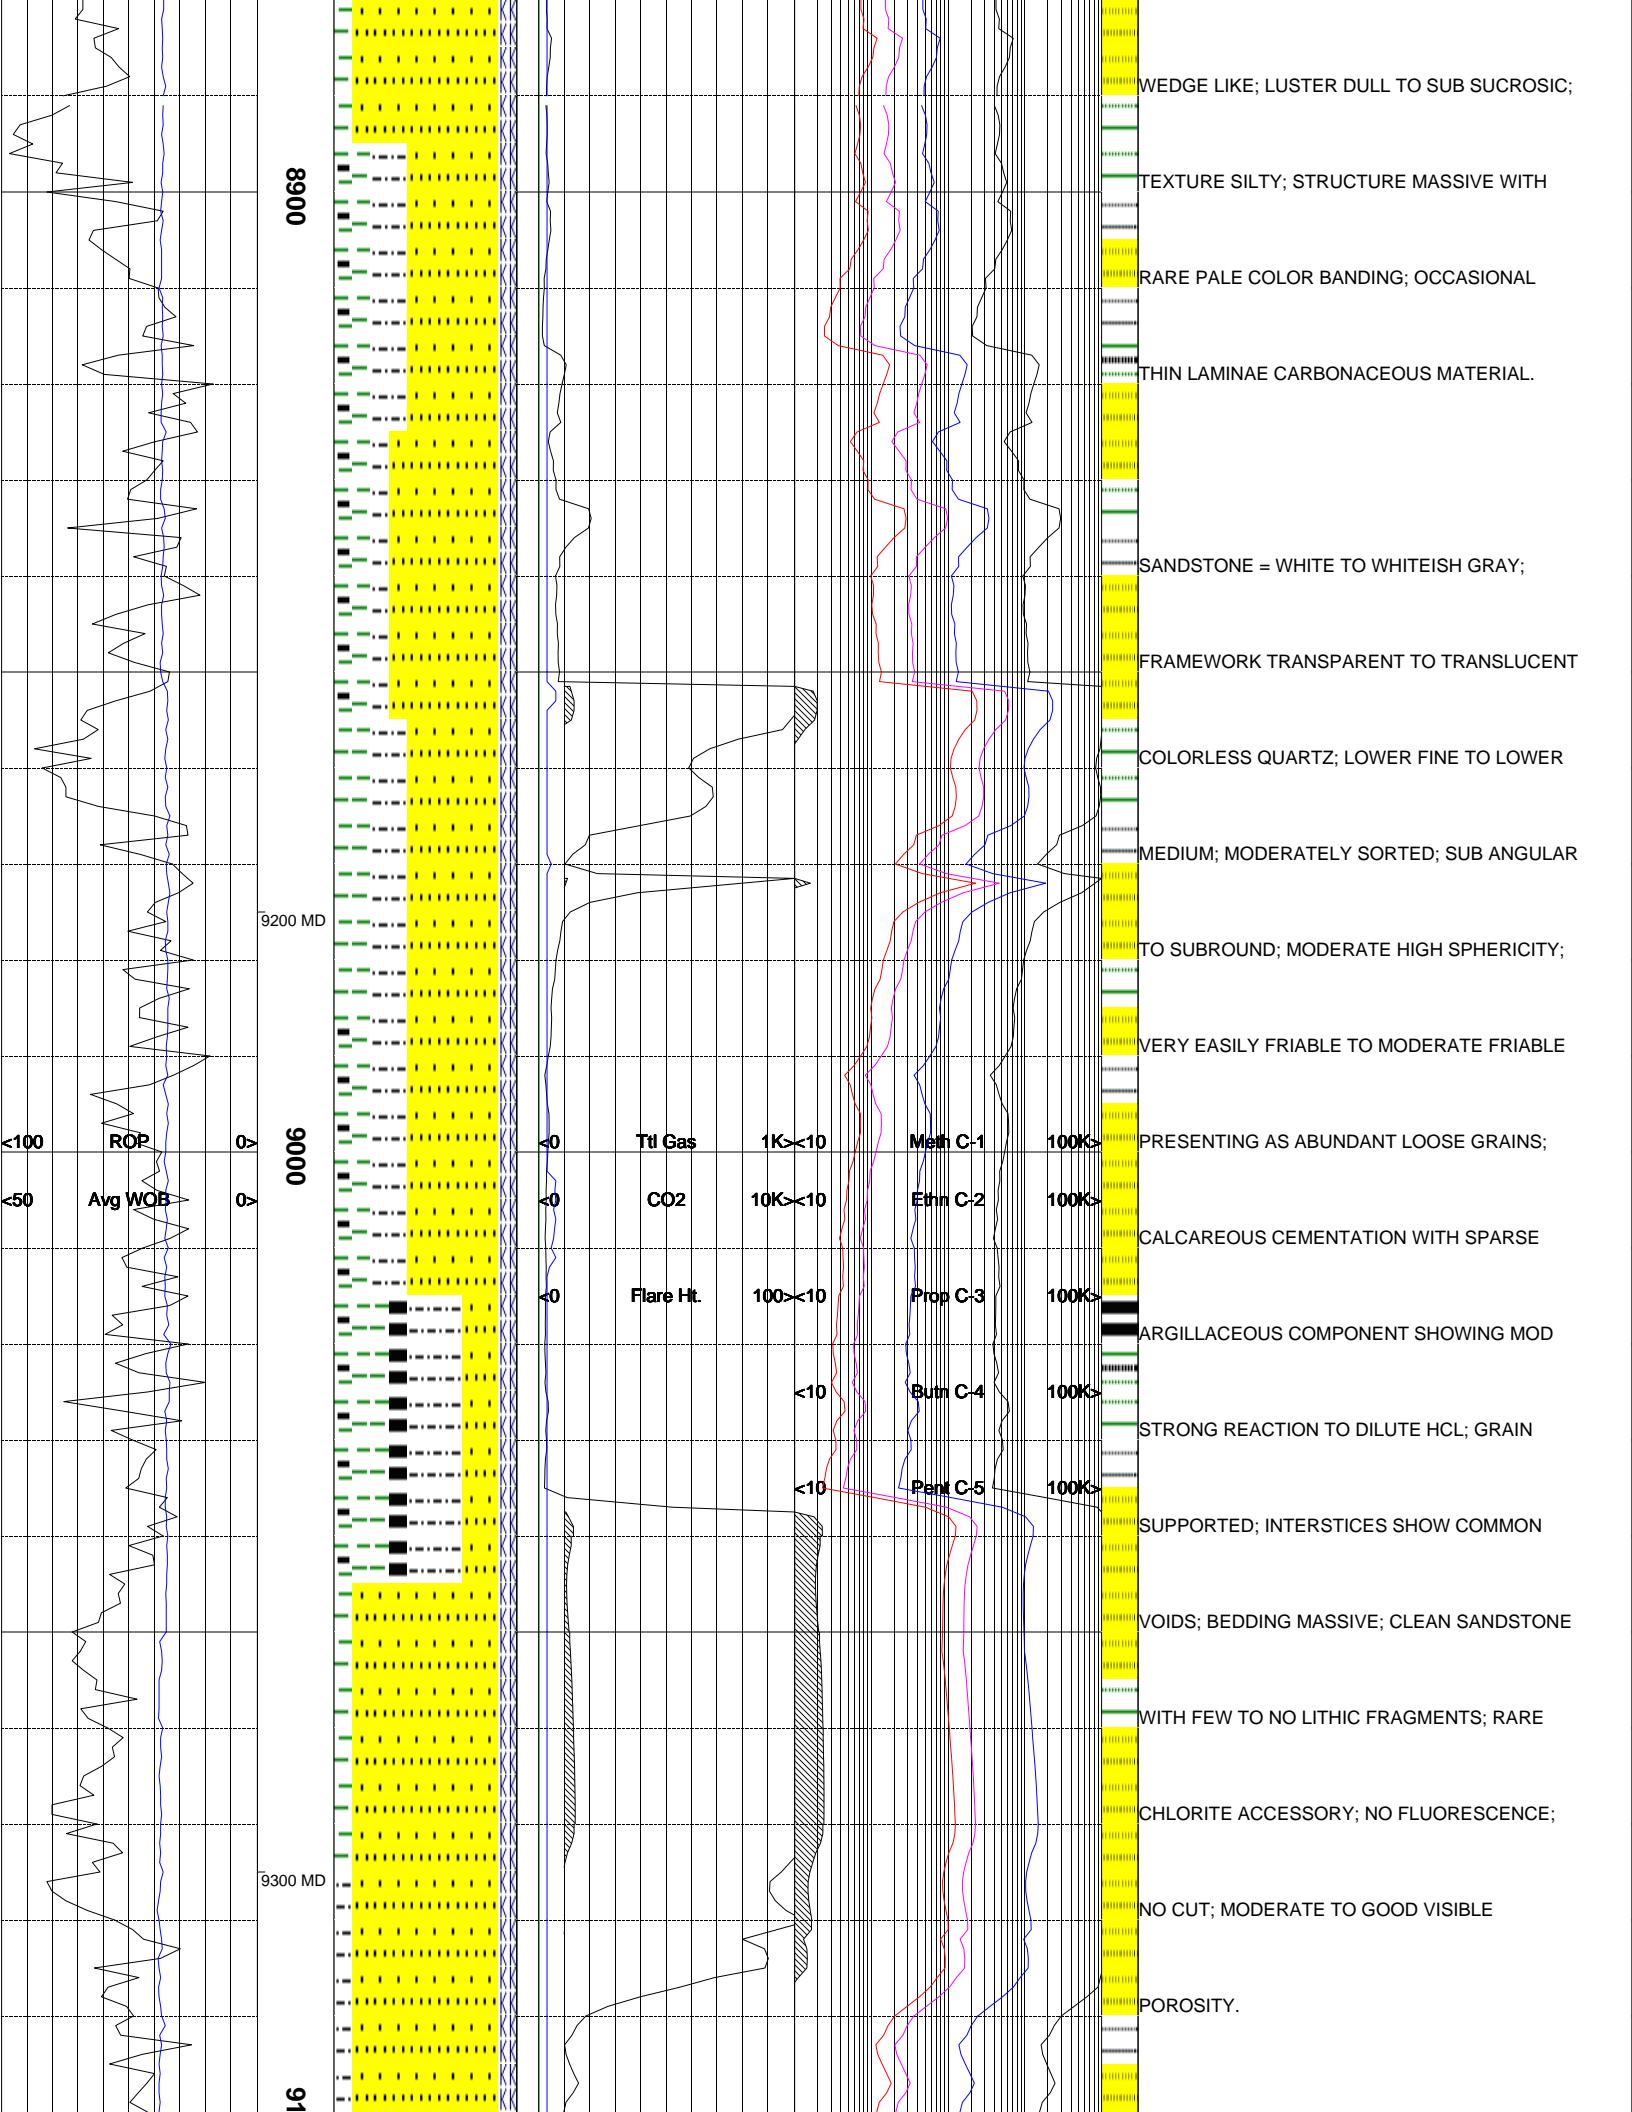 WEDGE LIKE; LUSTER DULL TO SUB SUCROSIC;
8900
TEXTURE SILTY; STRUCTURE MASSIVE WITH
RARE PALE COLOR BANDING; OCCASIONAL
THIN LAMINAE CARBONACEOUS MATERIAL.
SANDSTONE = WHITE TO WHITEISH GRAY;
FRAMEWORK TRANSPARENT TO TRANSLUCENT
COLORLESS QUARTZ; LOWER FINE TO LOWER
MEDIUM; MODERATELY SORTED; SUB ANGULAR
9200 MD
TO SUBROUND; MODERATE HIGH SPHERICITY;
VERY EASILY FRIABLE TO MODERATE FRIABLE
<100 ROP 0> 9000 <0 Ttl Gas 1K><10 Meth C-1 100K> PRESENTING AS ABUNDANT LOOSE GRAINS;
<50 Avg WOB 0> <0 CO2 10K><10 Ethn C-2 100K>
CALCAREOUS CEMENTATION WITH SPARSE
<0 Flare Ht. 100><10 Prop C-3 100K>
ARGILLACEOUS COMPONENT SHOWING MOD
<10 Butn C-4 100K>
STRONG REACTION TO DILUTE HCL; GRAIN
<10 Pent C-5 100K>
SUPPORTED; INTERSTICES SHOW COMMON
VOIDS; BEDDING MASSIVE; CLEAN SANDSTONE
WITH FEW TO NO LITHIC FRAGMENTS; RARE
CHLORITE ACCESSORY; NO FLUORESCENCE;
9300 MD
NO CUT; MODERATE TO GOOD VISIBLE
POROSITY.
91